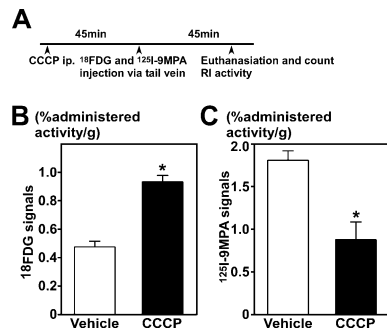 A
45min 45min
CCCP ip. 18FDG and 125I-9MPA Euthanasiation and count
injection via tail vein RI activity
B (%administered
activity/g)
18FDG signals
1.0
0.8
0.6
0.4
0.2
0
*
Vehicle CCCP
C (%administered
activity/g)
125I-9MPA signals
2.0
1.5
1.0
0.5
0
*
Vehicle CCCP